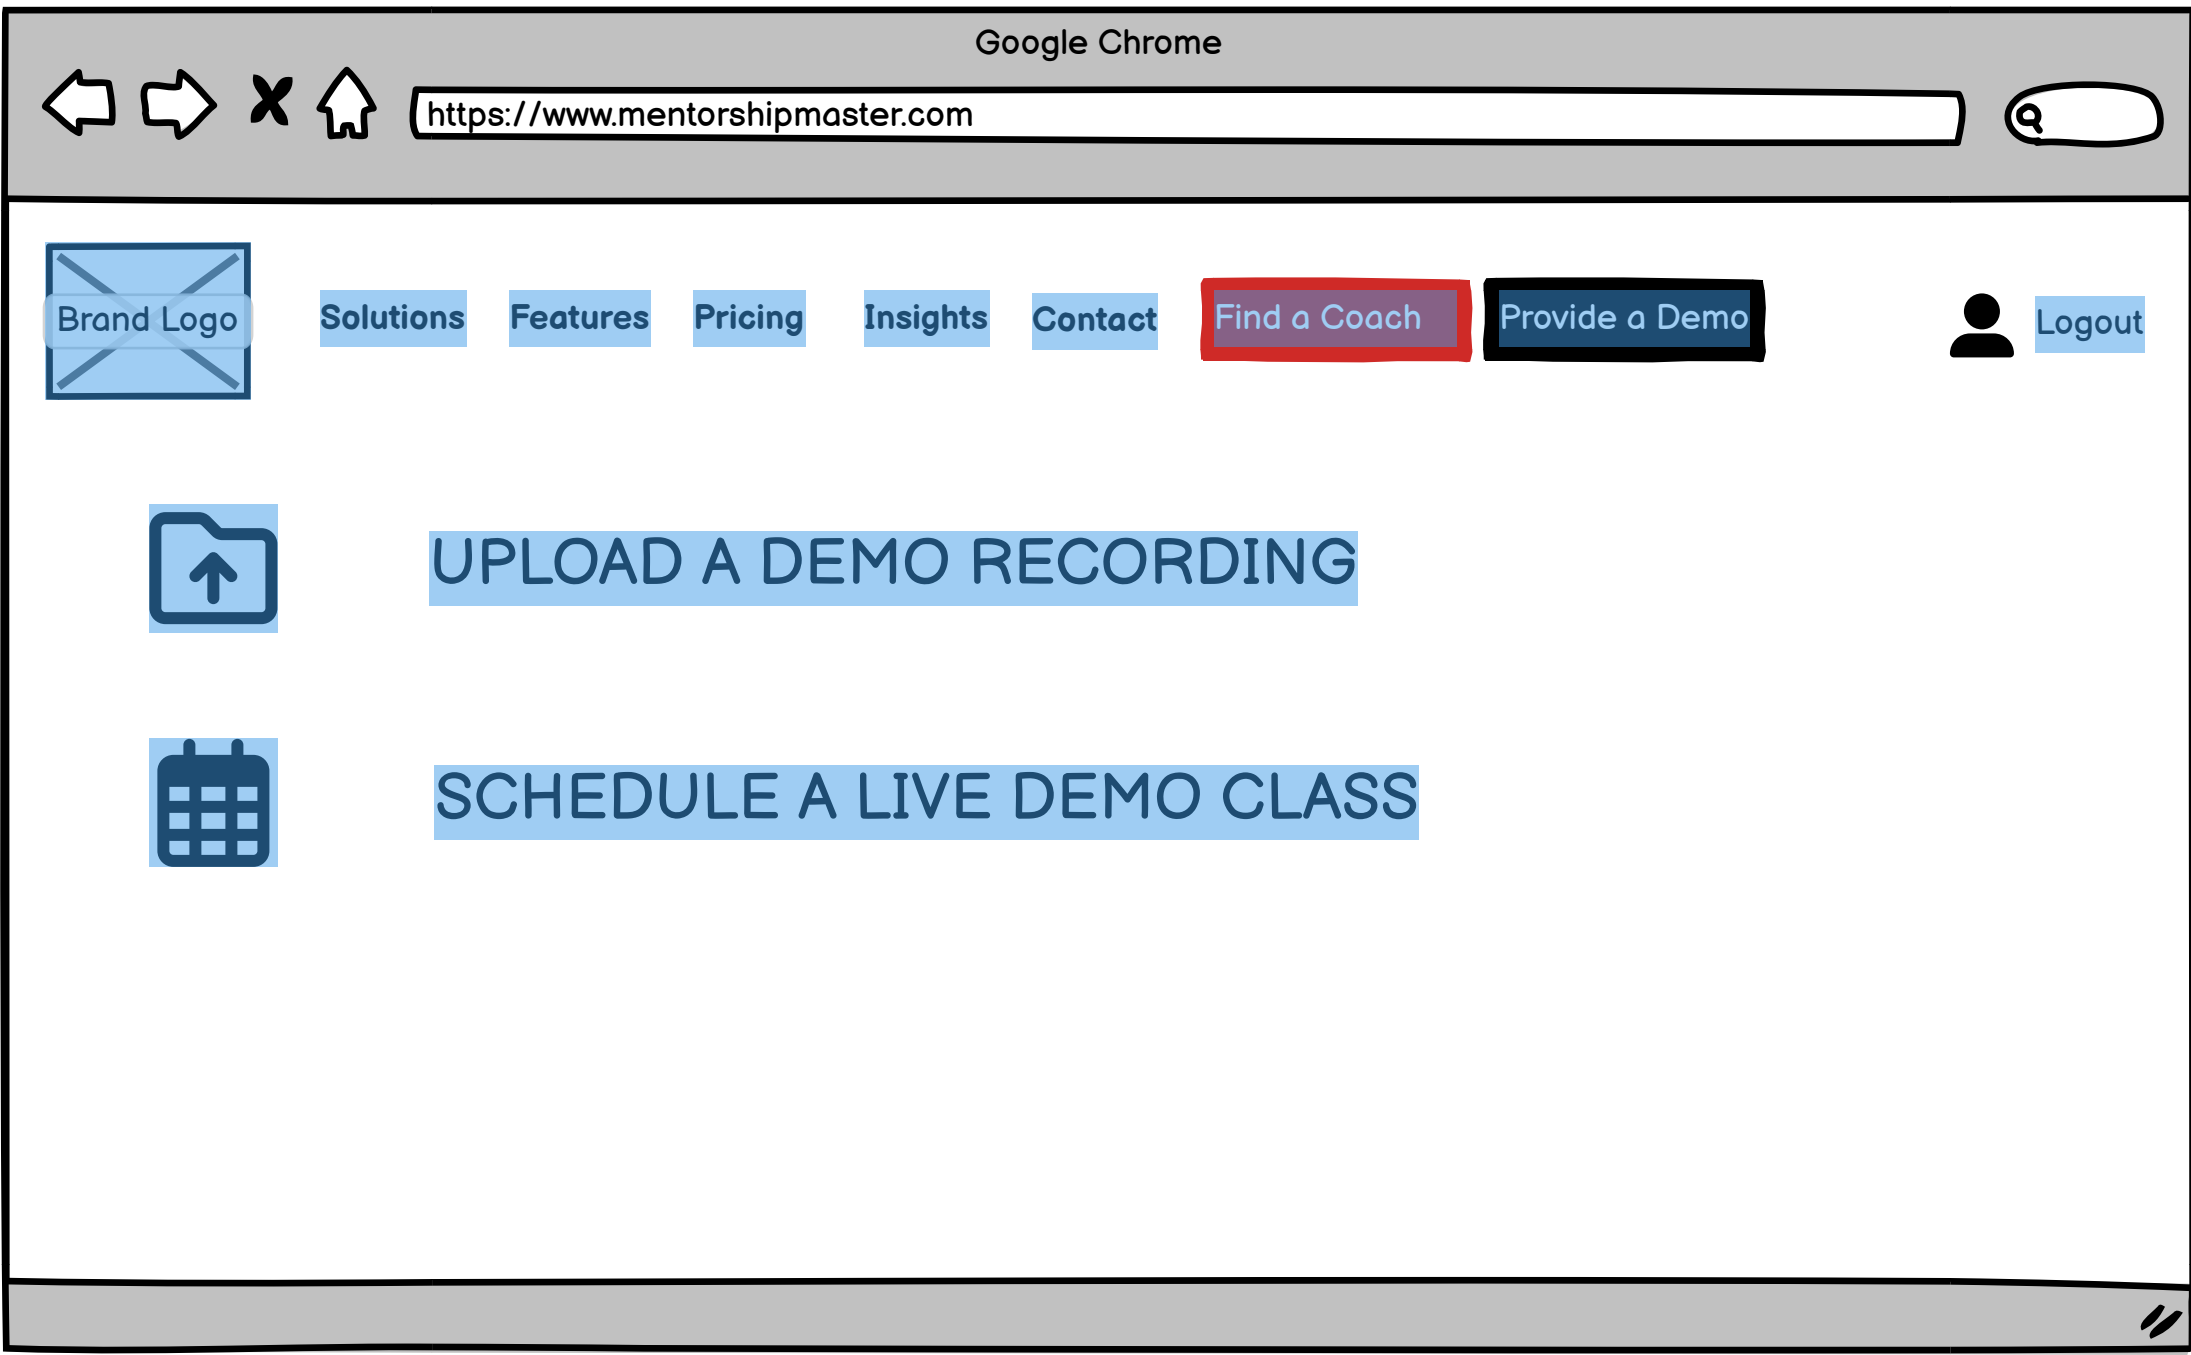 Google Chrome
https://www.mentorshipmaster.com
Brand Logo Solutions Features Pricing Insights Contact Find a Coach Provide a Demo Logout
UPLOAD A DEMO RECORDING
SCHEDULE A LIVE DEMO CLASS